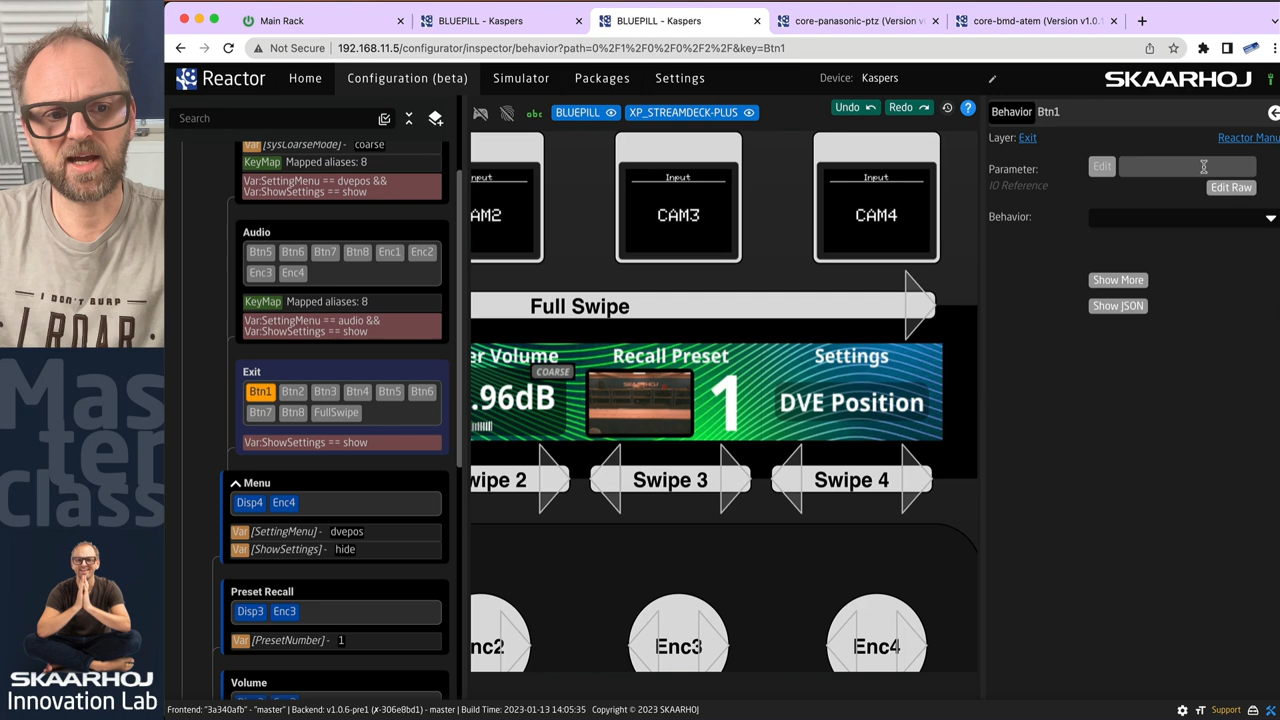 Main Rack
BLUEPILL - Kaspers
BLUEPILL - Kaspers
core-panasonic-ptz (Version v
core-bmd-atem (Version v1.0.1
Not Secure
192.168.11.5/configurator/inspector/behavior?path=0%2F1%2F0%2F0%2F2%2F&key=Btn1
Reactor
Home
Configuration (beta)
Simulator
Packages
Settings
Device: Kaspers
SKAARHOJ
Search
abc
BLUEPILL
XP_STREAMDECK-PLUS
Undo
Redo
Var [sysCoarseMode]- coarse
KeyMap Mapped aliases: 8
Var:SettingMenu == dvepos &&
Var:ShowSettings == show
Audio
Btn5 Btn6 Btn7 Btn8 Enc1 Enc2
Enc3 Enc4
KeyMap Mapped aliases: 8
Var:SettingMenu == audio &&
Var:ShowSettings == show
Exit
Btn1 Btn2 Btn3 Btn4 Btn5 Btn6
Btn7 Btn8 FullSwipe
Var:ShowSettings == show
Menu
Disp4 Enc4
Var [SettingMenu]- dvepos
Var [ShowSettings]- hide
Preset Recall
Disp3 Enc3
Var [PresetNumber]- 1
Volume
nput
AM2
Input
CAM3
Input
CAM4
Full Swipe
er Volume
COARSE
.96dB
Recall Preset
1
Settings
DVE Position
wipe 2
Swipe 3
Swipe 4
nc2
Enc3
Enc4
Behavior Btn1
Layer: Exit
Reactor Manu
Parameter:
IO Reference
Edit
Edit Raw
Behavior:
Show More
Show JSON
I DON'T BURP
I ROAR
Mas
ter
Class
SKAARHOJ
Innovation Lab
Frontend: "3a340afb" - "master" | Backend: v1.0.6-pre1 (✗-306e8bd1) - master | Build Time: 2023-01-13 14:05:35 Copyright © 2023 SKAARHOJ
Support